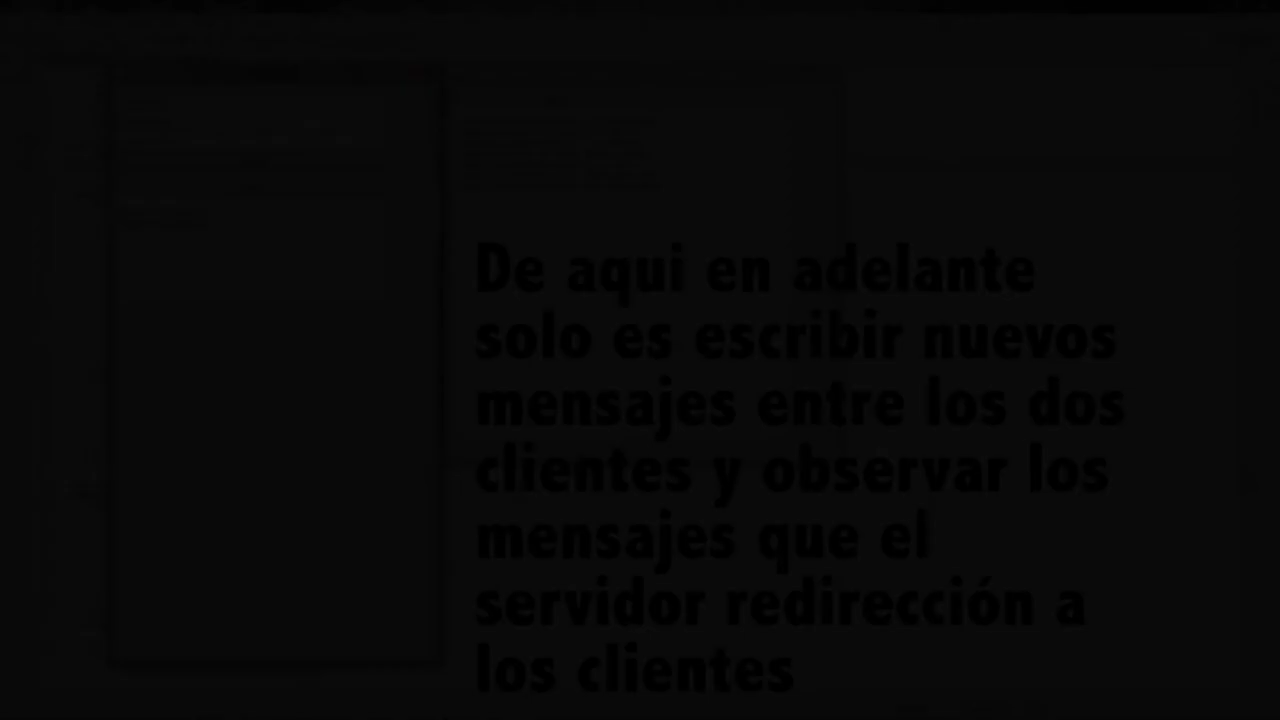 De aqui en adelante
solo es escribir nuevos
mensajes entre los dos
clientes y observar los
mensajes que el
servidor redirección a
los clientes